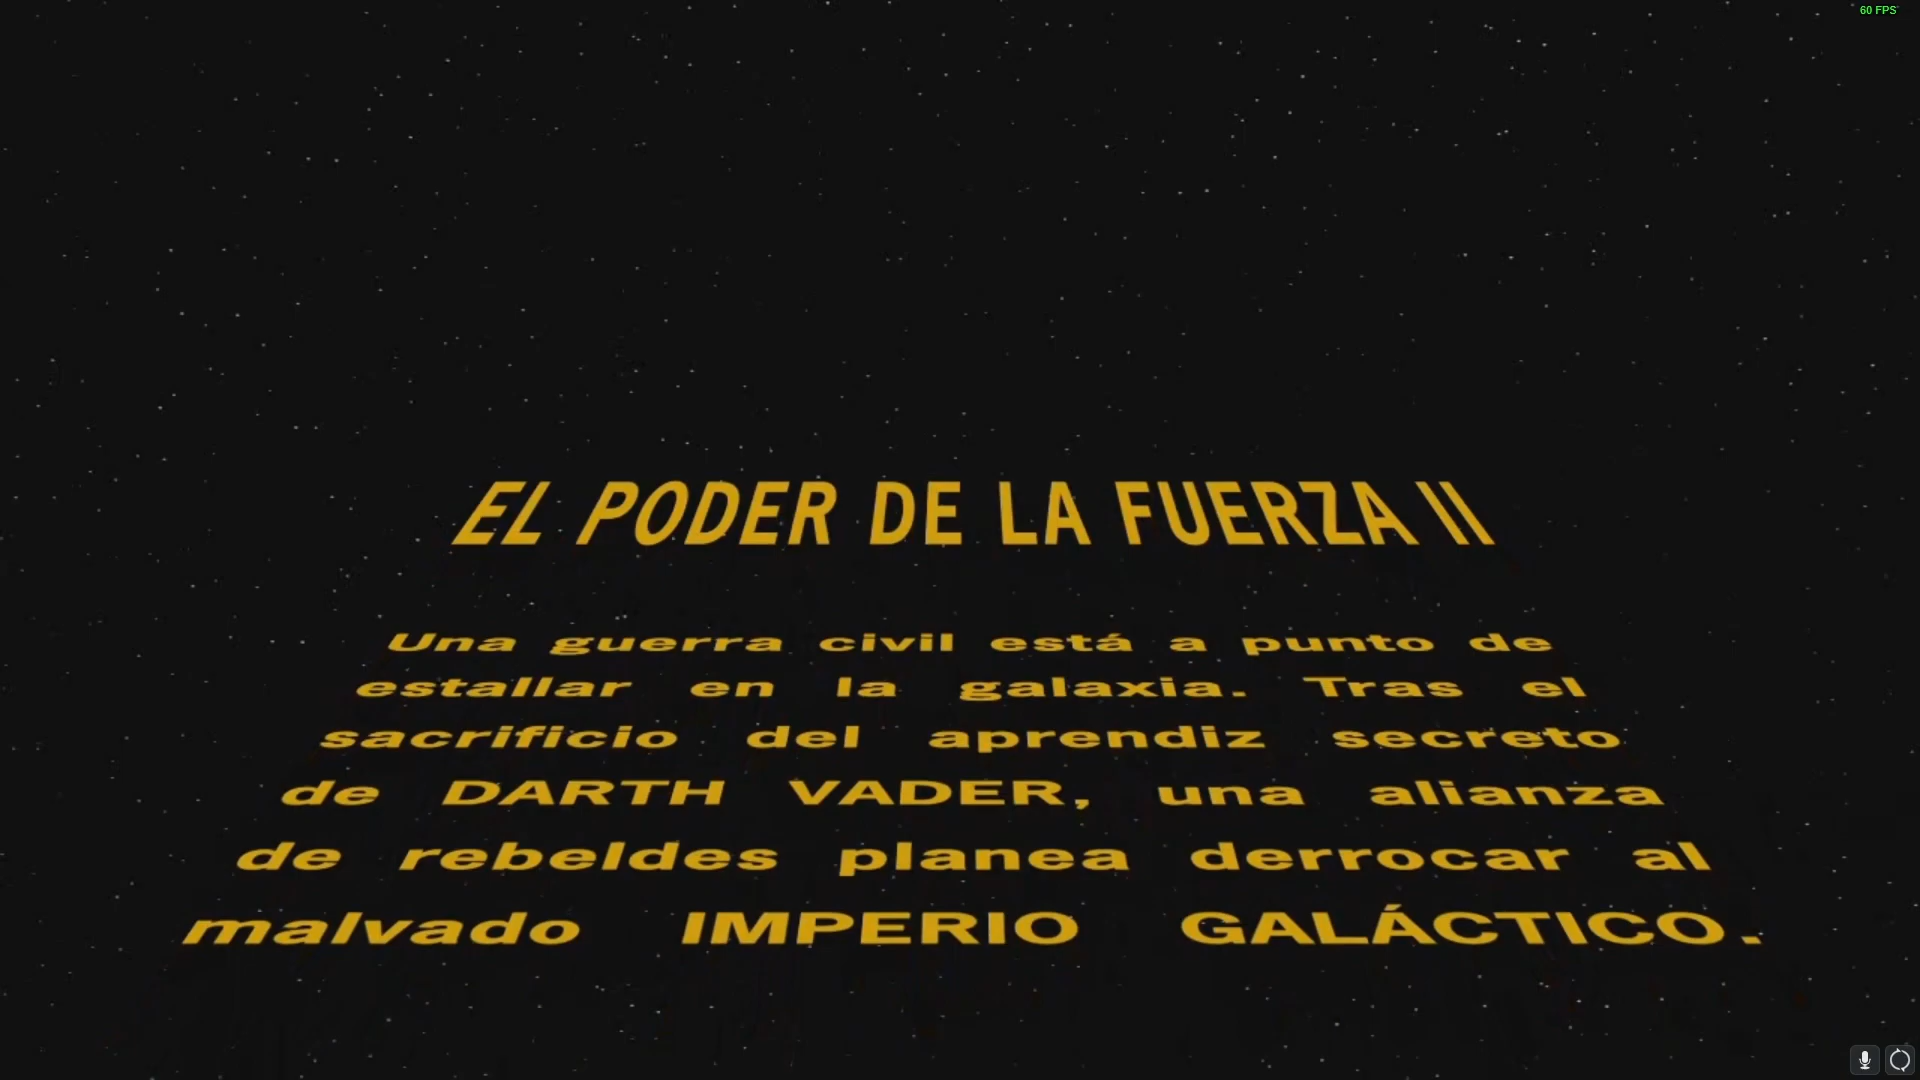 60 FPS
EL PODER DE LA FUERZA II
Una guerra civil está a punto de
estallar en la galaxia. Tras el
sacrificio del aprendiz secreto
de DARTH VADER, una alianza
de rebeldes planea derrocar al
malvado IMPERIO GALÁCTICO.